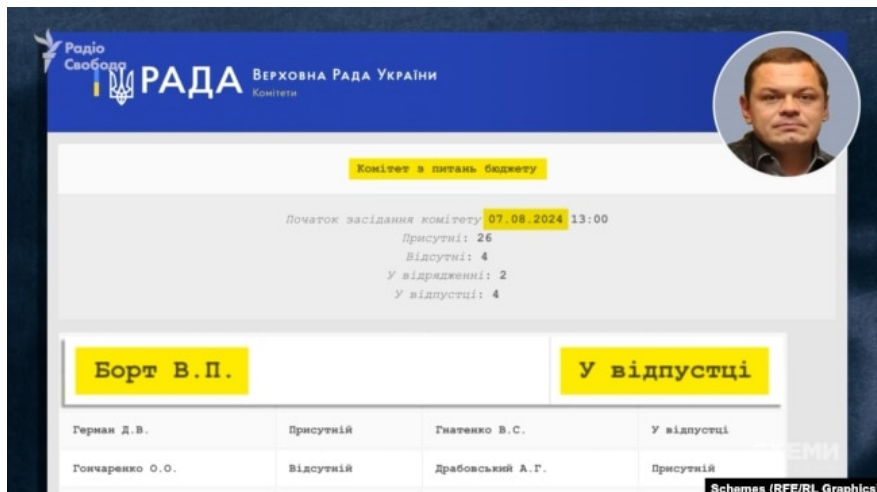 Радіо
Свобода
РАДА
Верховна Рада України
Комітети
Комітет з питань бюджету
Початок засідання комітету 07.08.2024 13:00
Присутні: 26
Відсутні: 4
У відрядженні: 2
У відпустці: 4
Борт В.П. У відпустці
Герман Д.В. Присутній Гнатенко В.С. У відпустці
Гончаренко О.О. Відсутній Драбовський А.Г. Присутній
СХЕМИ
Schemes (RFE/RL Graphics)